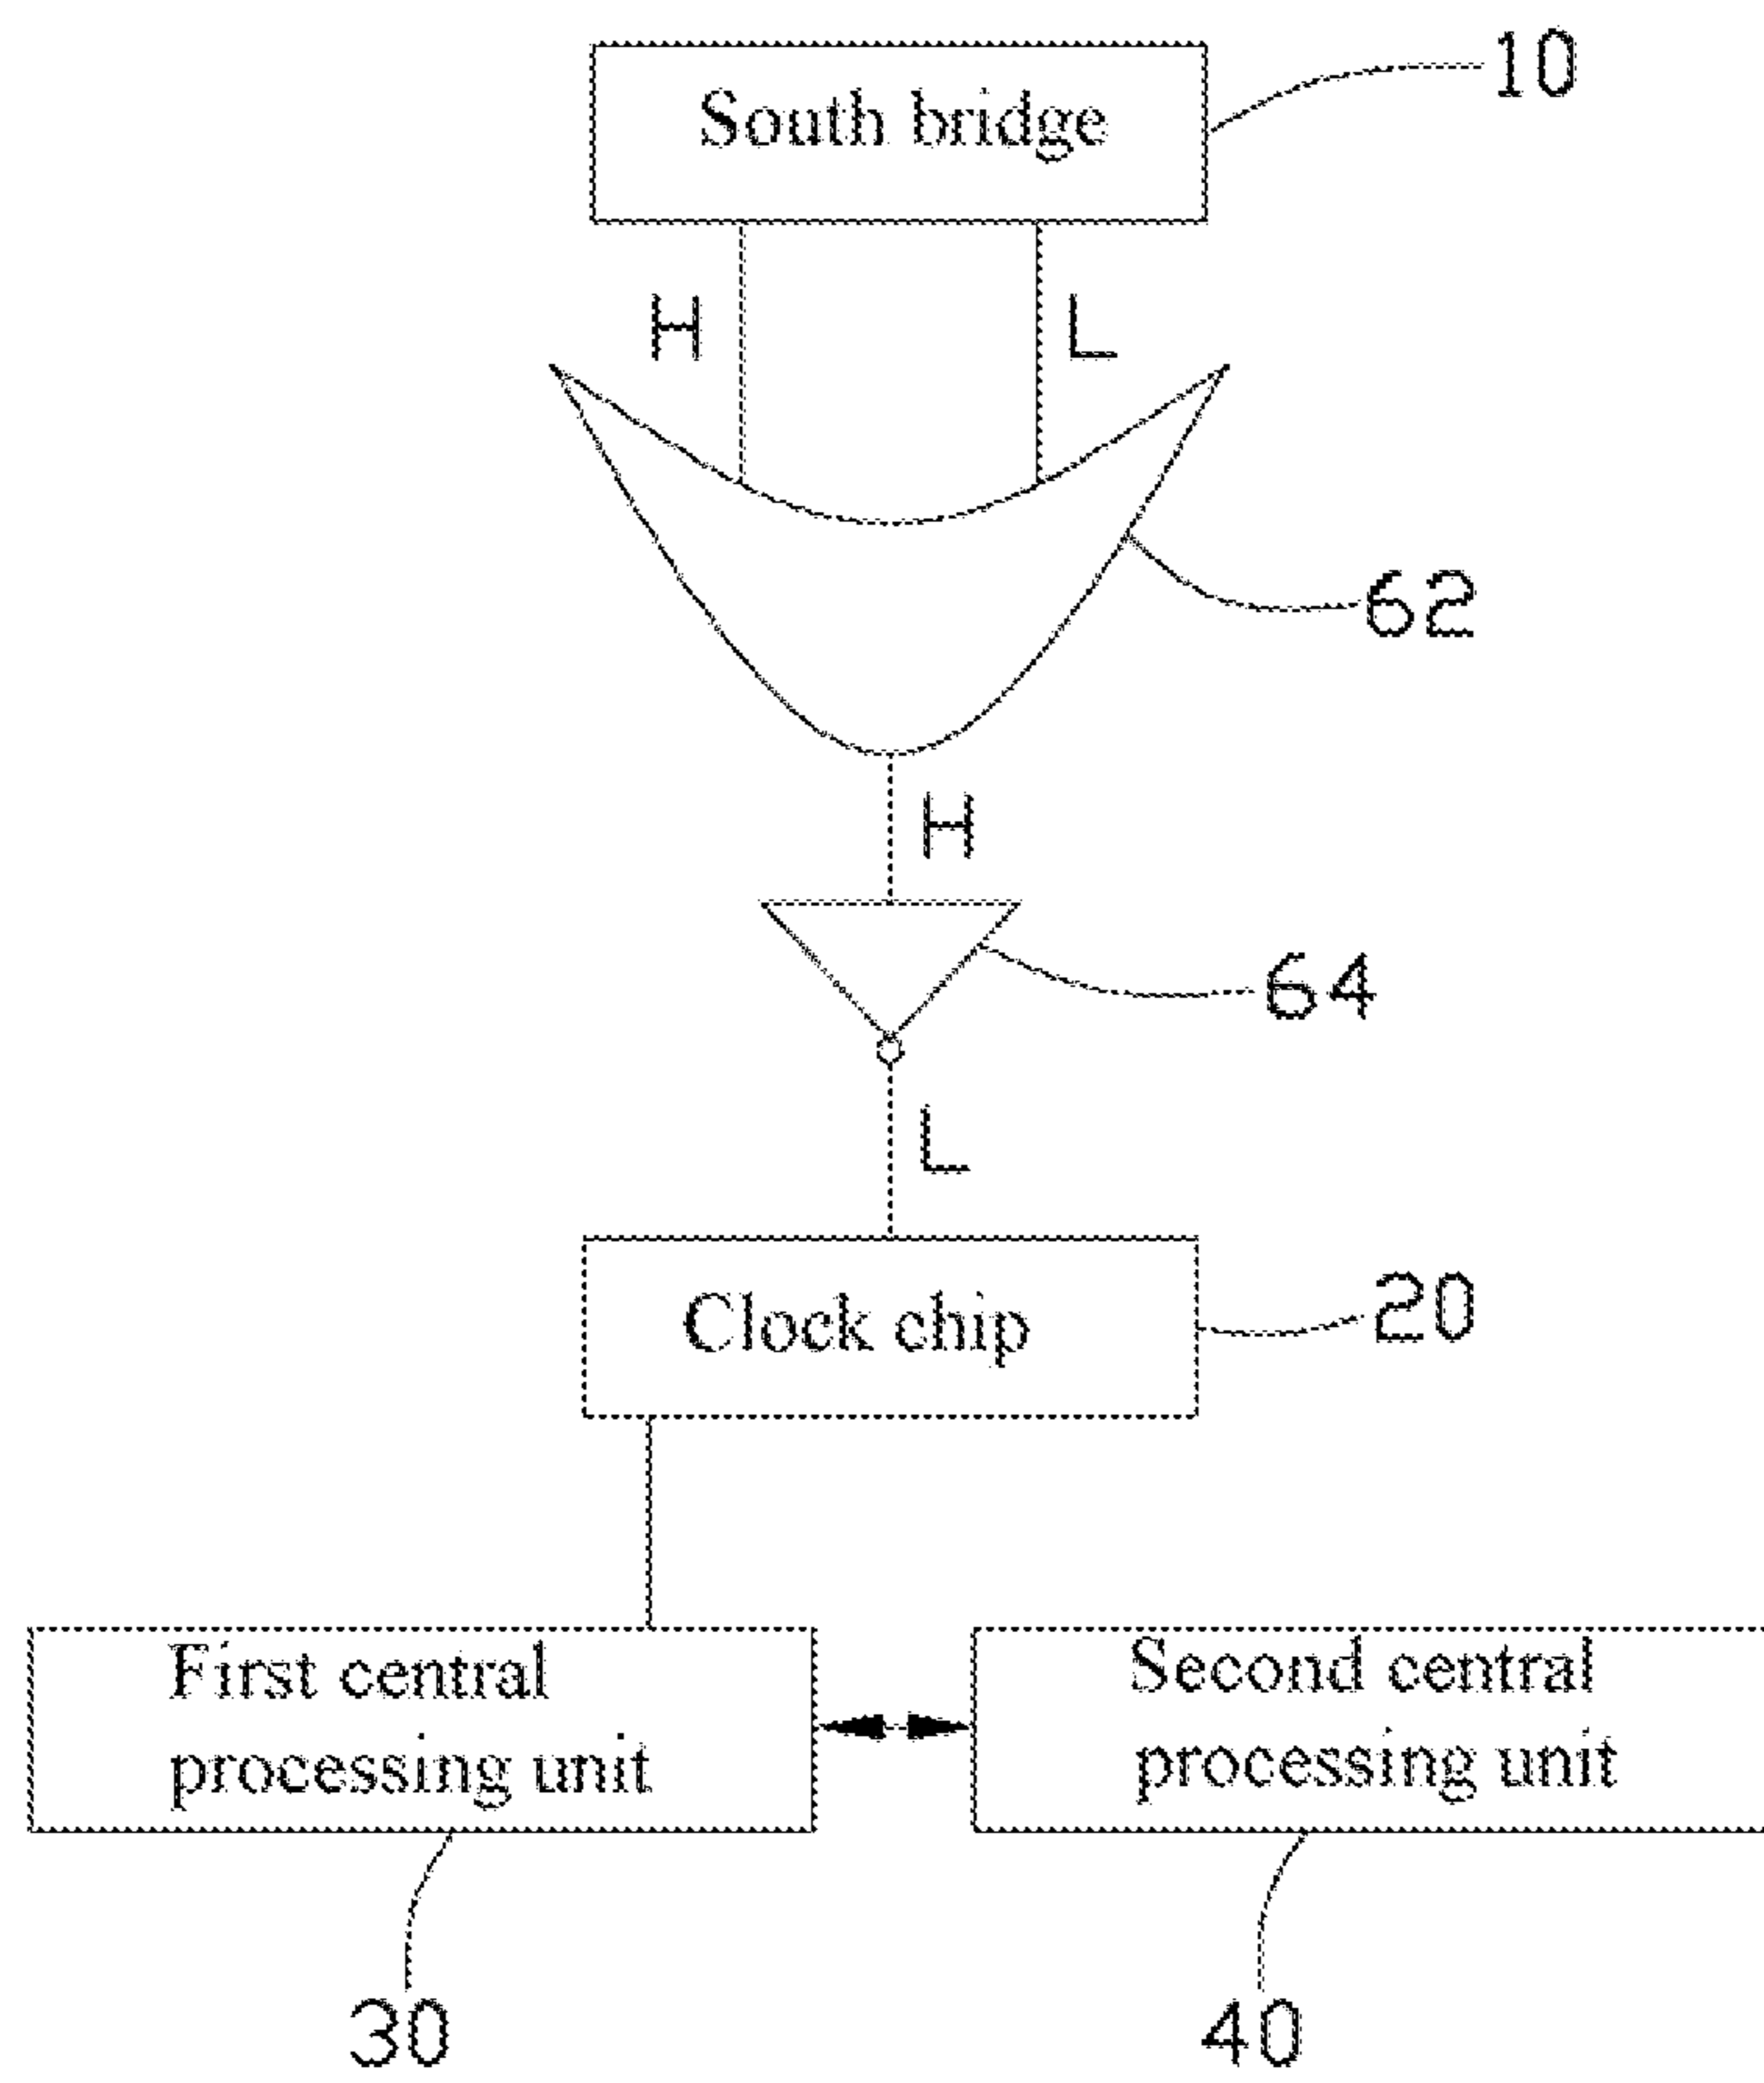 South bridge
10
H
L
62
H
64
L
Clock chip
20
First central
processing unit
Second central
processing unit
30
40